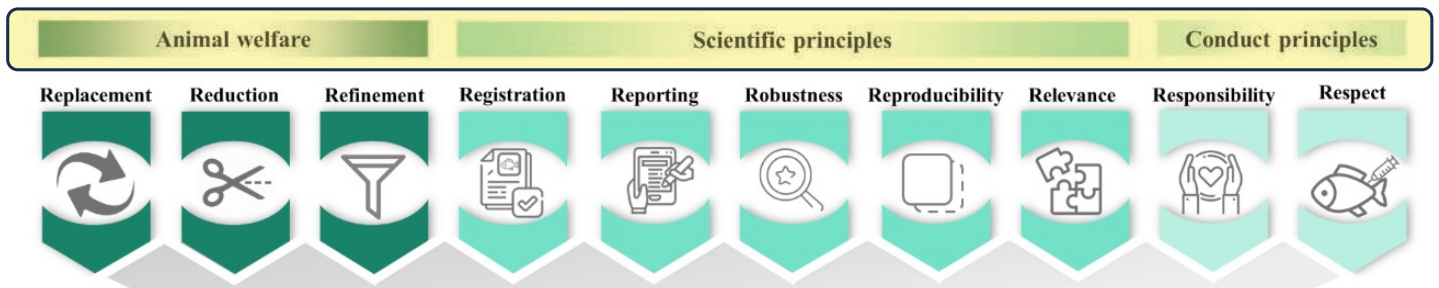 Animal welfare
Scientific principles
Conduct principles
Replacement
Reduction
Refinement
Registration
Reporting
Robustness
Reproducibility
Relevance
Responsibility
Respect